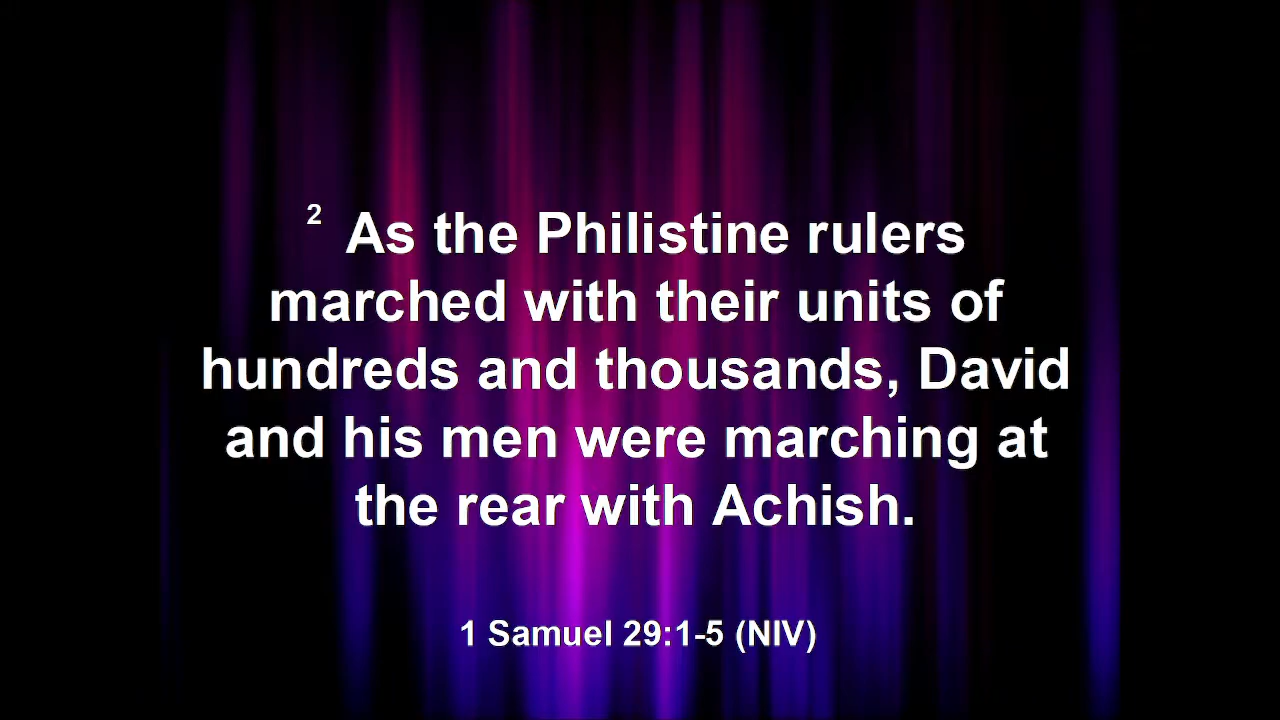 2 As the Philistine rulers
marched with their units of
hundreds and thousands, David
and his men were marching at
the rear with Achish.
1 Samuel 29:1-5 (NIV)